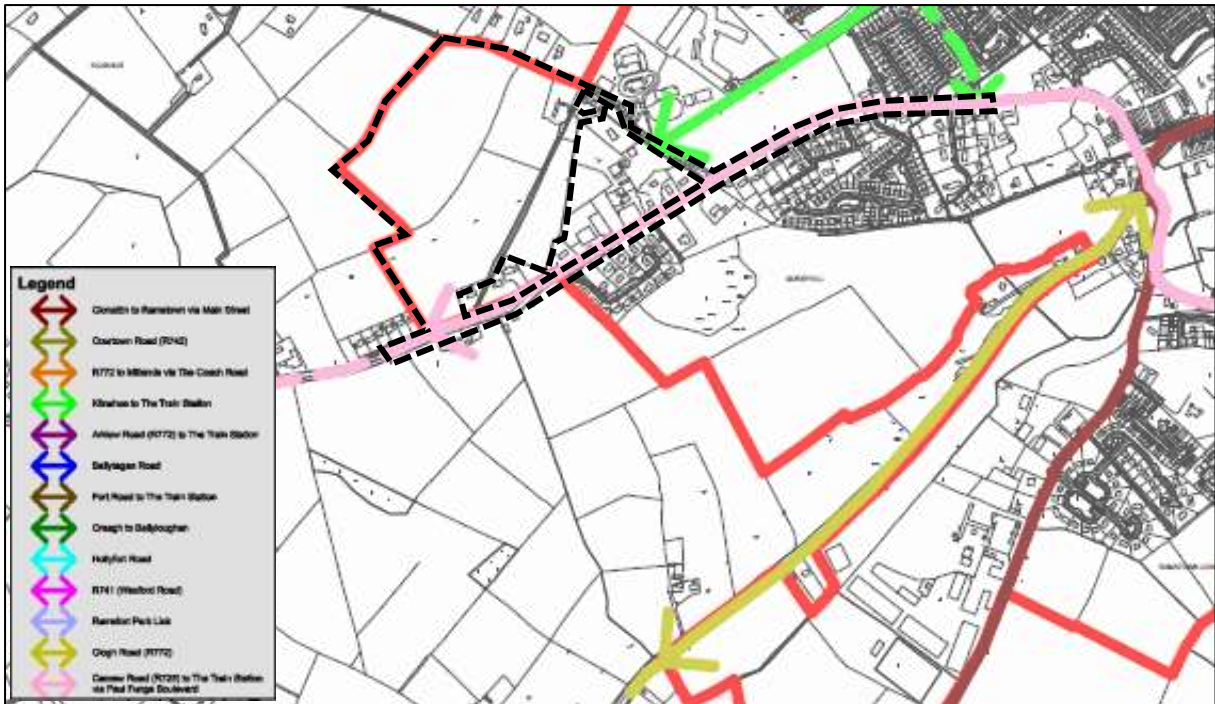 Legend
Clonattin to Ramstown via Main Street
Courtown Road (R742)
R772 to Millands via The Coach Road
Kilnahue to The Train Station
Arklow Road (R772) to The Train Station
Ballytegan Road
Fort Road to The Train Station
Creagh to Ballyloughan
Hollyfort Road
R741 (Wexford Road)
Ramsfort Park Link
Clogh Road (R772)
Carnew Road (R725) to The Train Station
via Paul Funge Boulevard